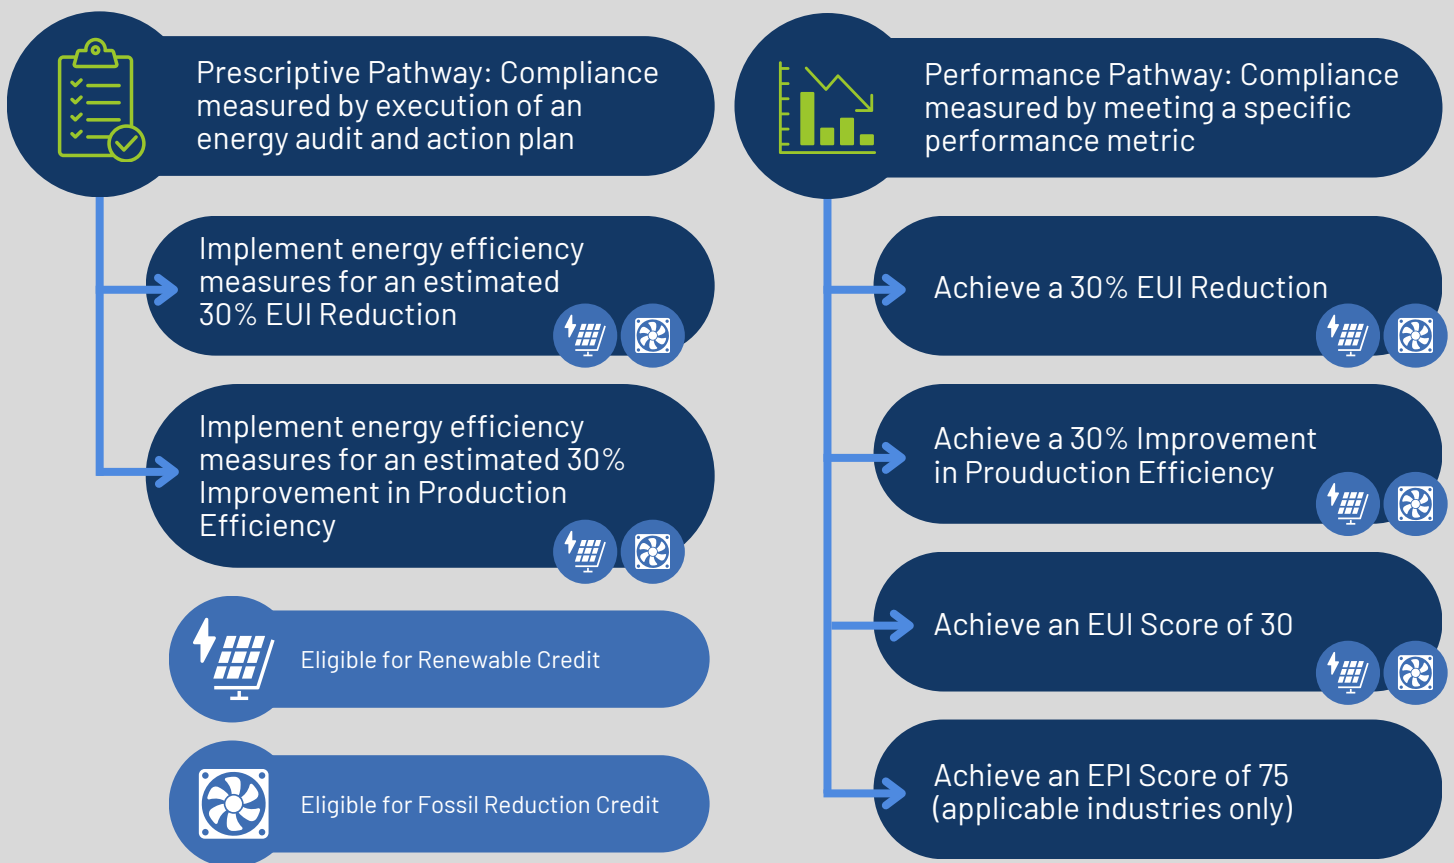 Prescriptive Pathway: Compliance
measured by execution of an
energy audit and action plan
Implement energy efficiency
measures for an estimated
30% EUI Reduction
Implement energy efficiency
measures for an estimated 30%
Improvement in Production
Efficiency
Eligible for Renewable Credit
Eligible for Fossil Reduction Credit
Performance Pathway: Compliance
measured by meeting a specific
performance metric
Achieve a 30% EUI Reduction
Achieve a 30% Improvement
in Prouduction Efficiency
Achieve an EUI Score of 30
Achieve an EPI Score of 75
(applicable industries only)